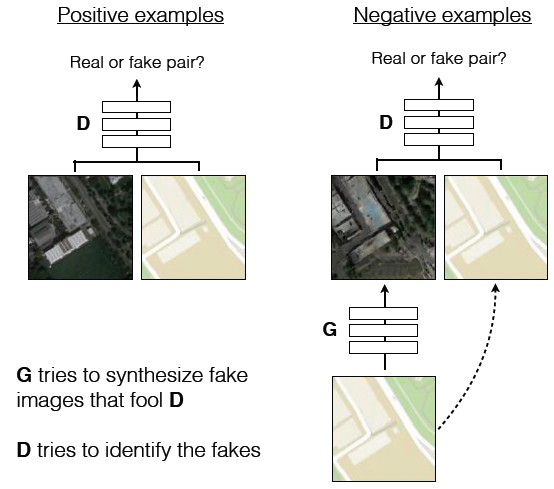 Positive examples
Negative examples
Real or fake pair?
Real or fake pair?
D
D
G
G tries to synthesize fake
images that fool D
D tries to identify the fakes